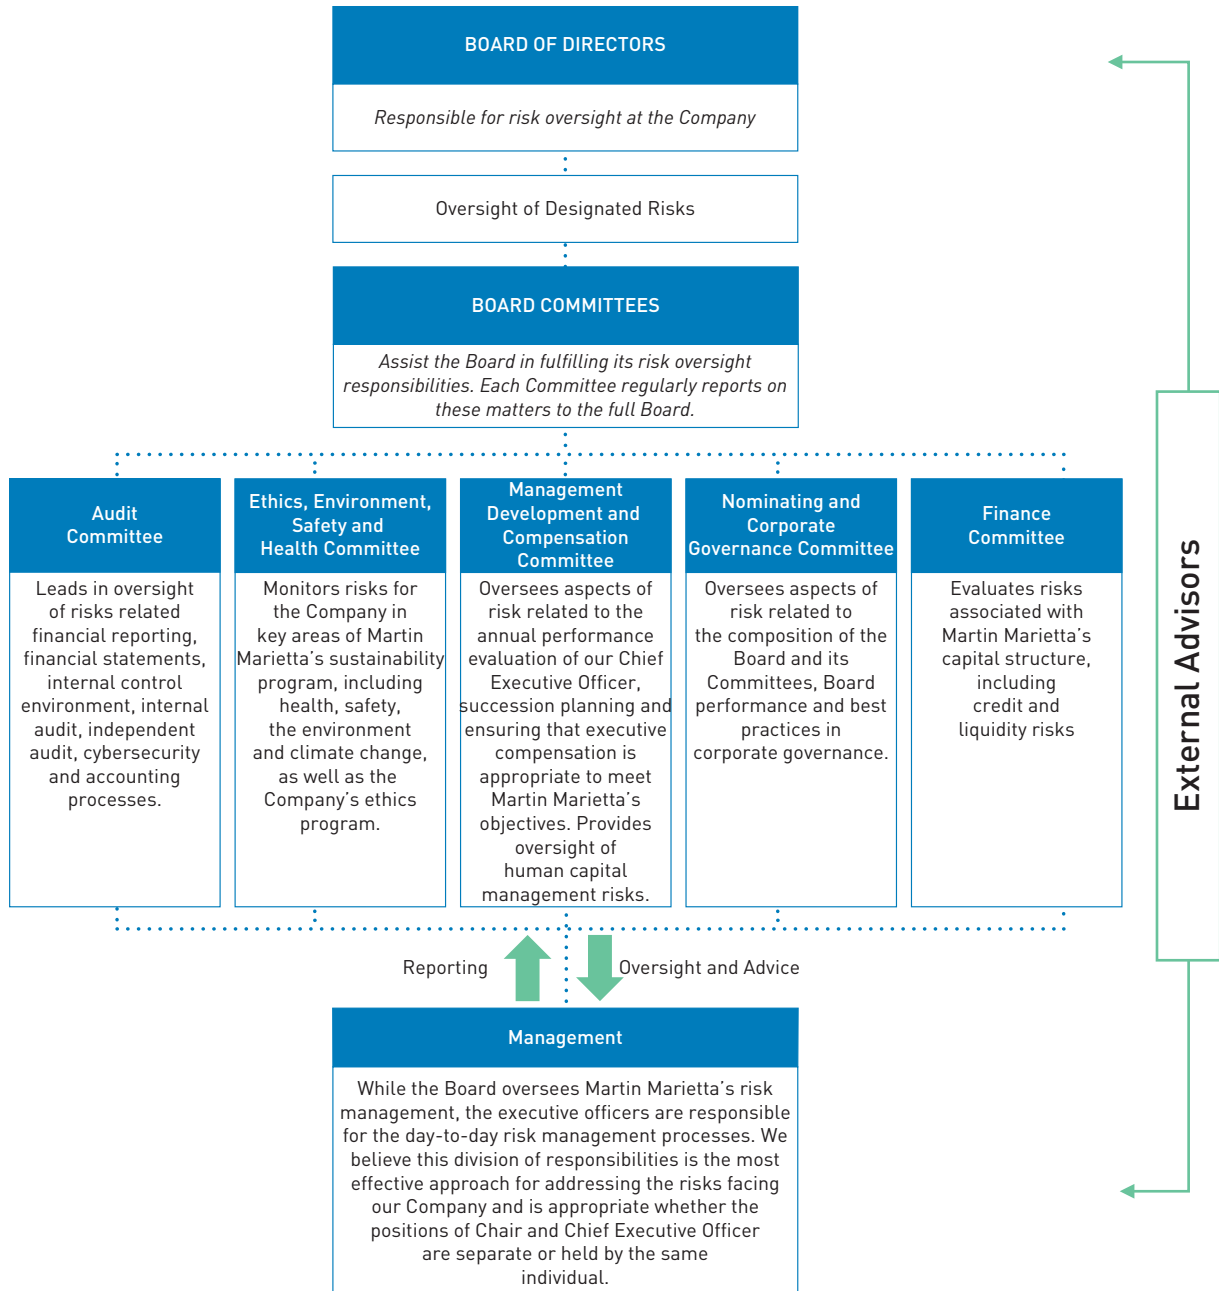 BOARD OF DIRECTORS
Responsible for risk oversight at the Company
Oversight of Designated Risks
BOARD COMMITTEES
Assist the Board in fulfilling its risk oversight
responsibilities. Each Committee regularly reports on
these matters to the full Board.
Audit
Committee
Leads in oversight
of risks related
financial reporting,
financial statements,
internal control
environment, internal
audit, independent
audit, cybersecurity
and accounting
processes.
Ethics, Environment,
Safety and
Health Committee
Monitors risks for
the Company in
key areas of Martin
Marietta’s sustainability
program, including
health, safety,
the environment
and climate change,
as well as the
Company’s ethics
program.
Management
Development and
Compensation
Committee
Oversees aspects of
risk related to the
annual performance
evaluation of our Chief
Executive Officer,
succession planning and
ensuring that executive
compensation is
appropriate to meet
Martin Marietta’s
objectives. Provides
oversight of
human capital
management risks.
Nominating and
Corporate
Governance Committee
Oversees aspects of
risk related to
the composition of the
Board and its
Committees, Board
performance and best
practices in
corporate governance.
Finance
Committee
Evaluates risks
associated with
Martin Marietta’s
capital structure,
including
credit and
liquidity risks
External Advisors
Reporting
Oversight and Advice
Management
While the Board oversees Martin Marietta’s risk
management, the executive officers are responsible
for the day-to-day risk management processes. We
believe this division of responsibilities is the most
effective approach for addressing the risks facing
our Company and is appropriate whether the
positions of Chair and Chief Executive Officer
are separate or held by the same
individual.